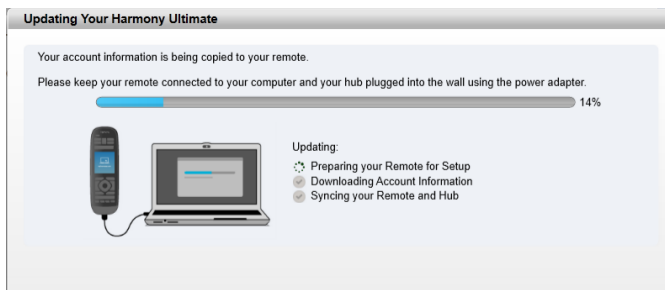 Updating Your Harmony Ultimate
Your account information is being copied to your remote.
Please keep your remote connected to your computer and your hub plugged into the wall using the power adapter.
14%
Updating:
Preparing your Remote for Setup
Downloading Account Information
Syncing your Remote and Hub